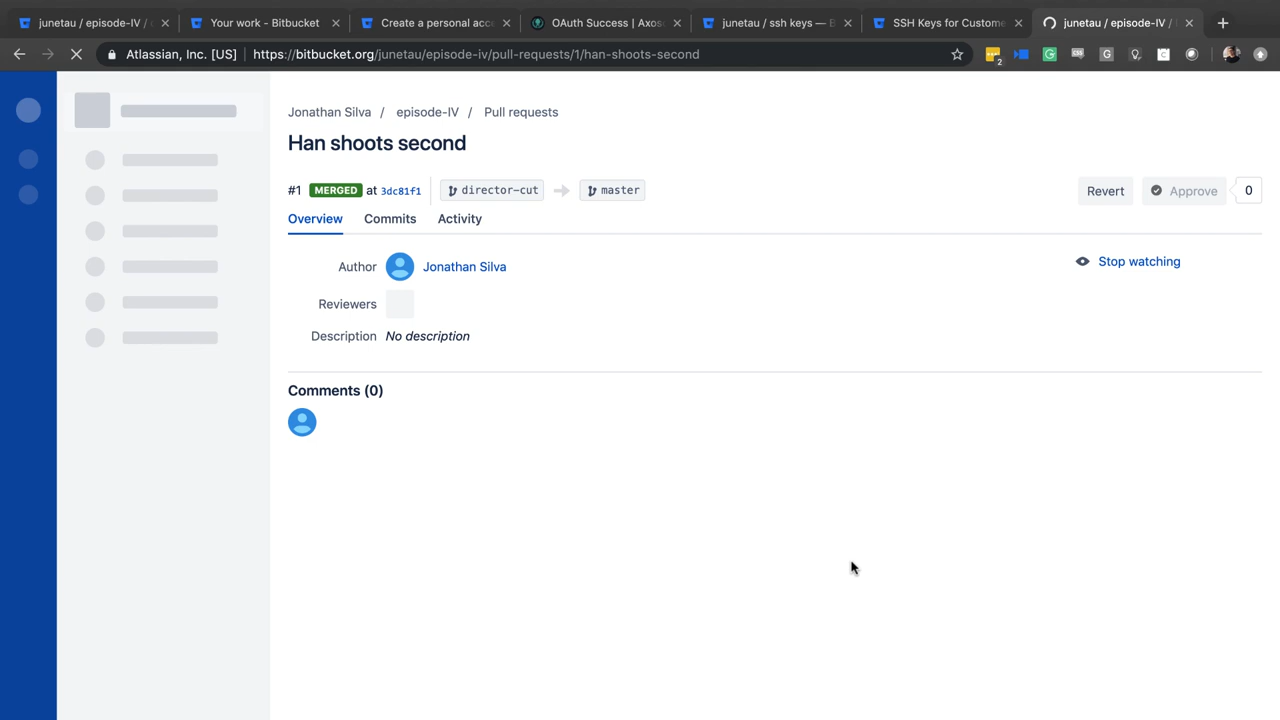 junetau / episode-IV / c
Your work - Bitbucket
Create a personal acce
OAuth Success | Axoso
junetau / ssh keys — B
SSH Keys for Custome
junetau / episode-IV / I
Atlassian, Inc. [US]
https://bitbucket.org/junetau/episode-iv/pull-requests/1/han-shoots-second
2
Jonathan Silva / episode-IV / Pull requests
Han shoots second
#1 MERGED at 3dc81f1 director-cut master
Revert Approve 0
Overview Commits Activity
Author Jonathan Silva
Stop watching
Reviewers
Description No description
Comments (0)